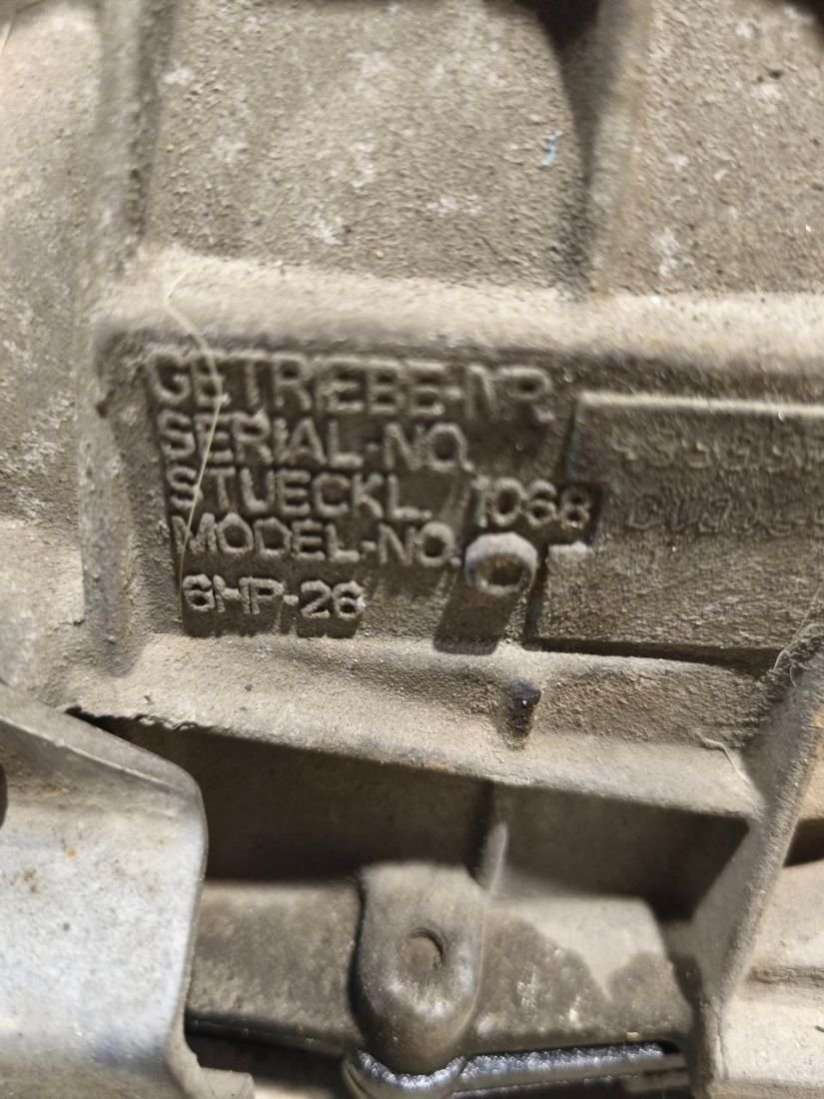 GETRIEBE-NR.
SERIAL-NO.
STUECKL. 1068
MODEL-NO.
6HP-26